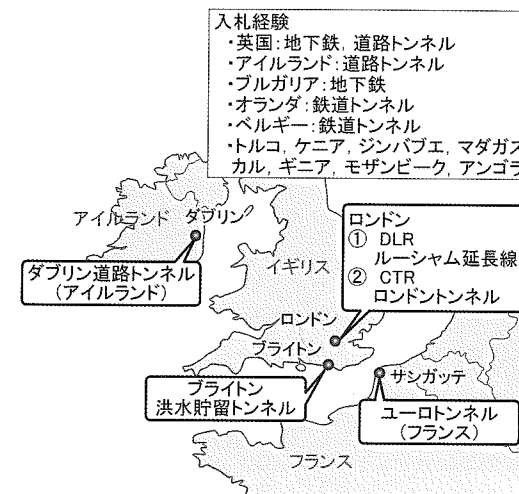 入札経験
・英国：地下鉄，道路トンネル
・アイルランド：道路トンネル
・ブルガリア：地下鉄
・オランダ：鉄道トンネル
・ベルギー：鉄道トンネル
・トルコ，ケニア，ジンバブエ，マダガス
カル，ギニア，モザンビーク，アンゴラ
アイルランド
ダブリン
ダブリン道路トンネル
（アイルランド）
イギリス
ロンドン
① DLR
ルーシャム延長線
② CTR
ロンドントンネル
ロンドン
ブライトン
ブライトン
洪水貯留トンネル
サンガッテ
ユーロトンネル
（フランス）
フランス